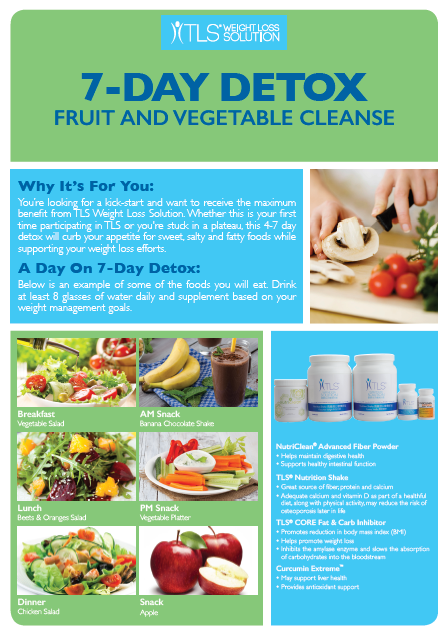 TLS® WEIGHT LOSS
SOLUTION
7-DAY DETOX
FRUIT AND VEGETABLE CLEANSE
Why It's For You:
You're looking for a kick-start and want to receive the maximum
benefit from TLS Weight Loss Solution. Whether this is your first
time participating in TLS or you're stuck in a plateau, this 4-7 day
detox will curb your appetite for sweet, salty and fatty foods while
supporting your weight loss efforts.
A Day On 7-Day Detox:
Below is an example of some of the foods you will eat. Drink
at least 8 glasses of water daily and supplement based on your
weight management goals.
Breakfast
Vegetable Salad
AM Snack
Banana Chocolate Shake
Lunch
Beets & Oranges Salad
PM Snack
Vegetable Platter
Dinner
Chicken Salad
Snack
Apple
TLS
TLS
NutriClean® Advanced Fiber Powder
• Helps maintain digestive health
• Supports healthy intestinal function
TLS® Nutrition Shake
• Great source of fiber, protein and calcium
• Adequate calcium and vitamin D as part of a healthful
diet, along with physical activity, may reduce the risk of
osteoporosis later in life
TLS® CORE Fat & Carb Inhibitor
• Promotes reduction in body mass index (BMI)
• Helps promote weight loss
• Inhibits the amylase enzyme and slows the absorption
of carbohydrates into the bloodstream
Curcumin Extreme™
• May support liver health
• Provides antioxidant support